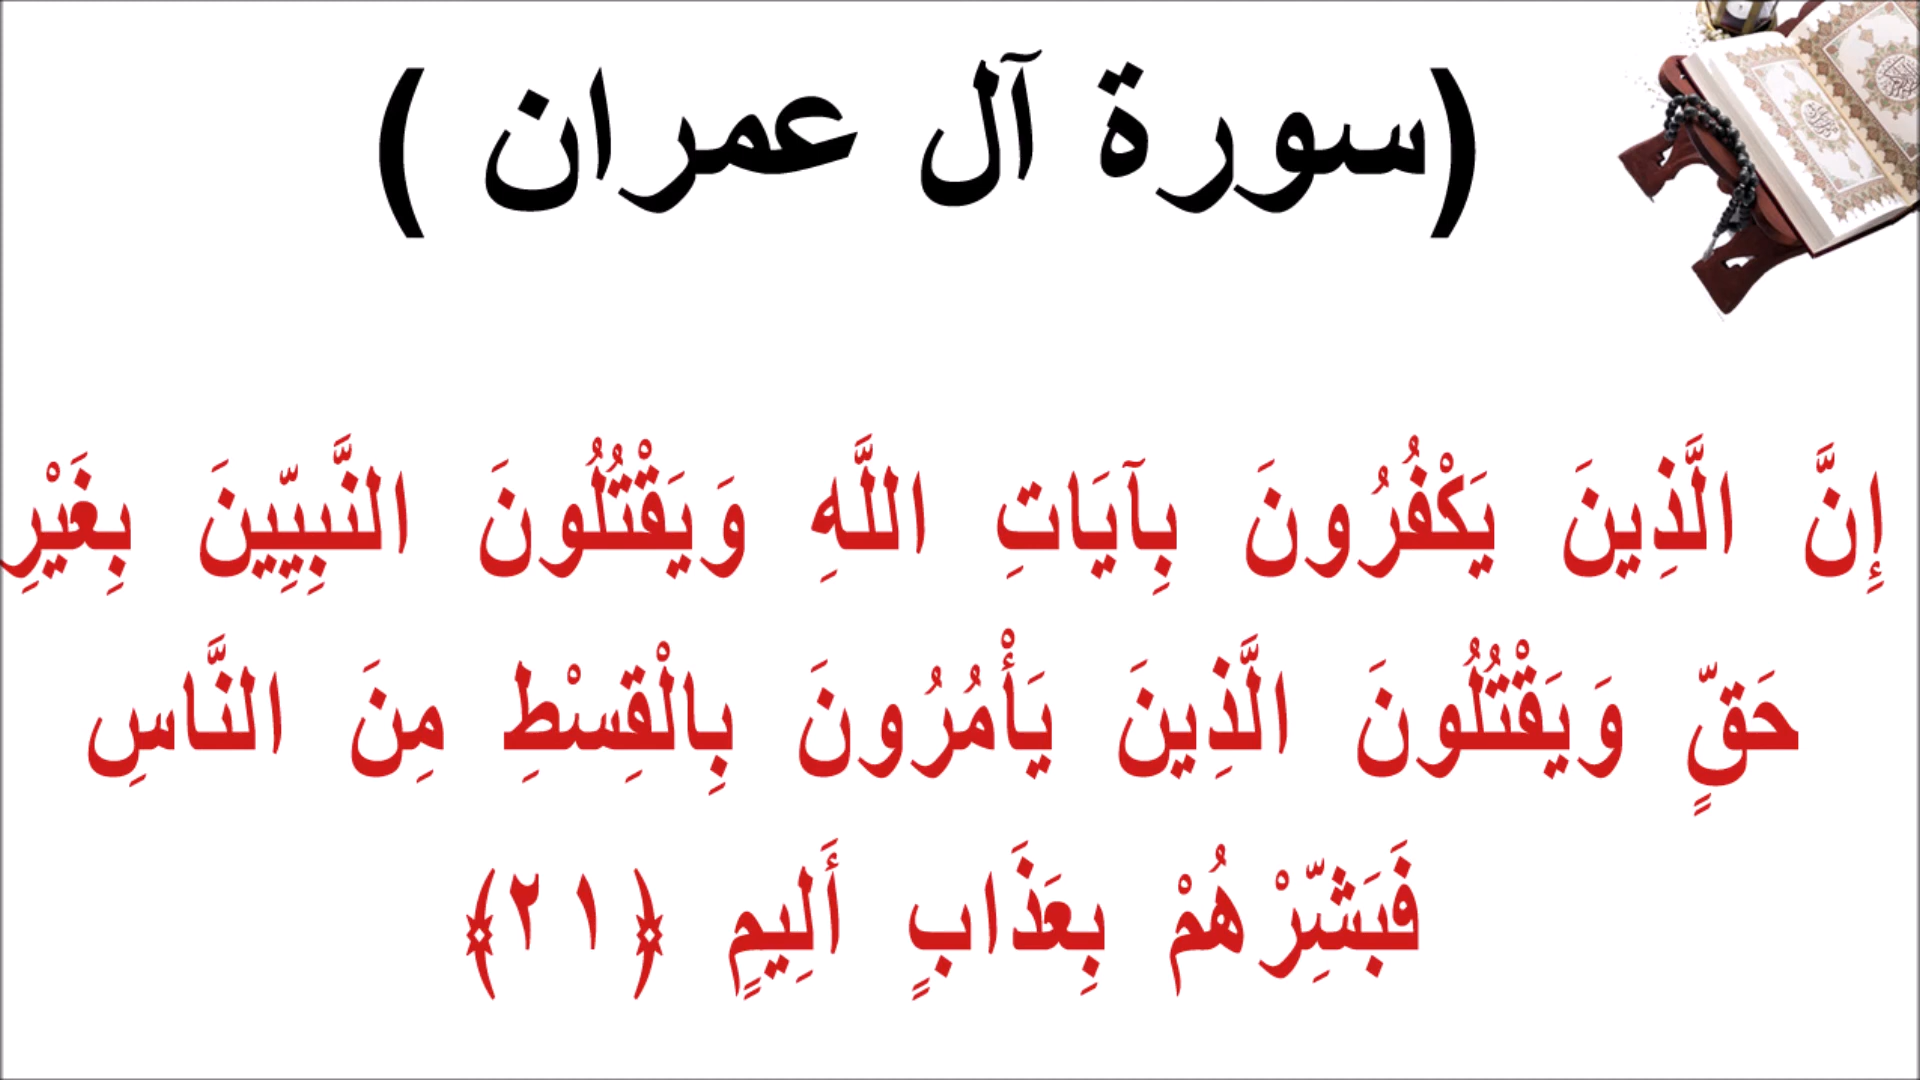 (سورة آل عمران )
إِنَّ الَّذِينَ يَكْفُرُونَ بِآيَاتِ اللَّهِ وَيَقْتُلُونَ النَّبِيِّينَ بِغَيْرِ
حَقٍّ وَيَقْتُلُونَ الَّذِينَ يَأْمُرُونَ بِالْقِسْطِ مِنَ النَّاسِ
فَبَشِّرْهُمْ بِعَذَابٍ أَلِيمٍ ﴿٢١﴾